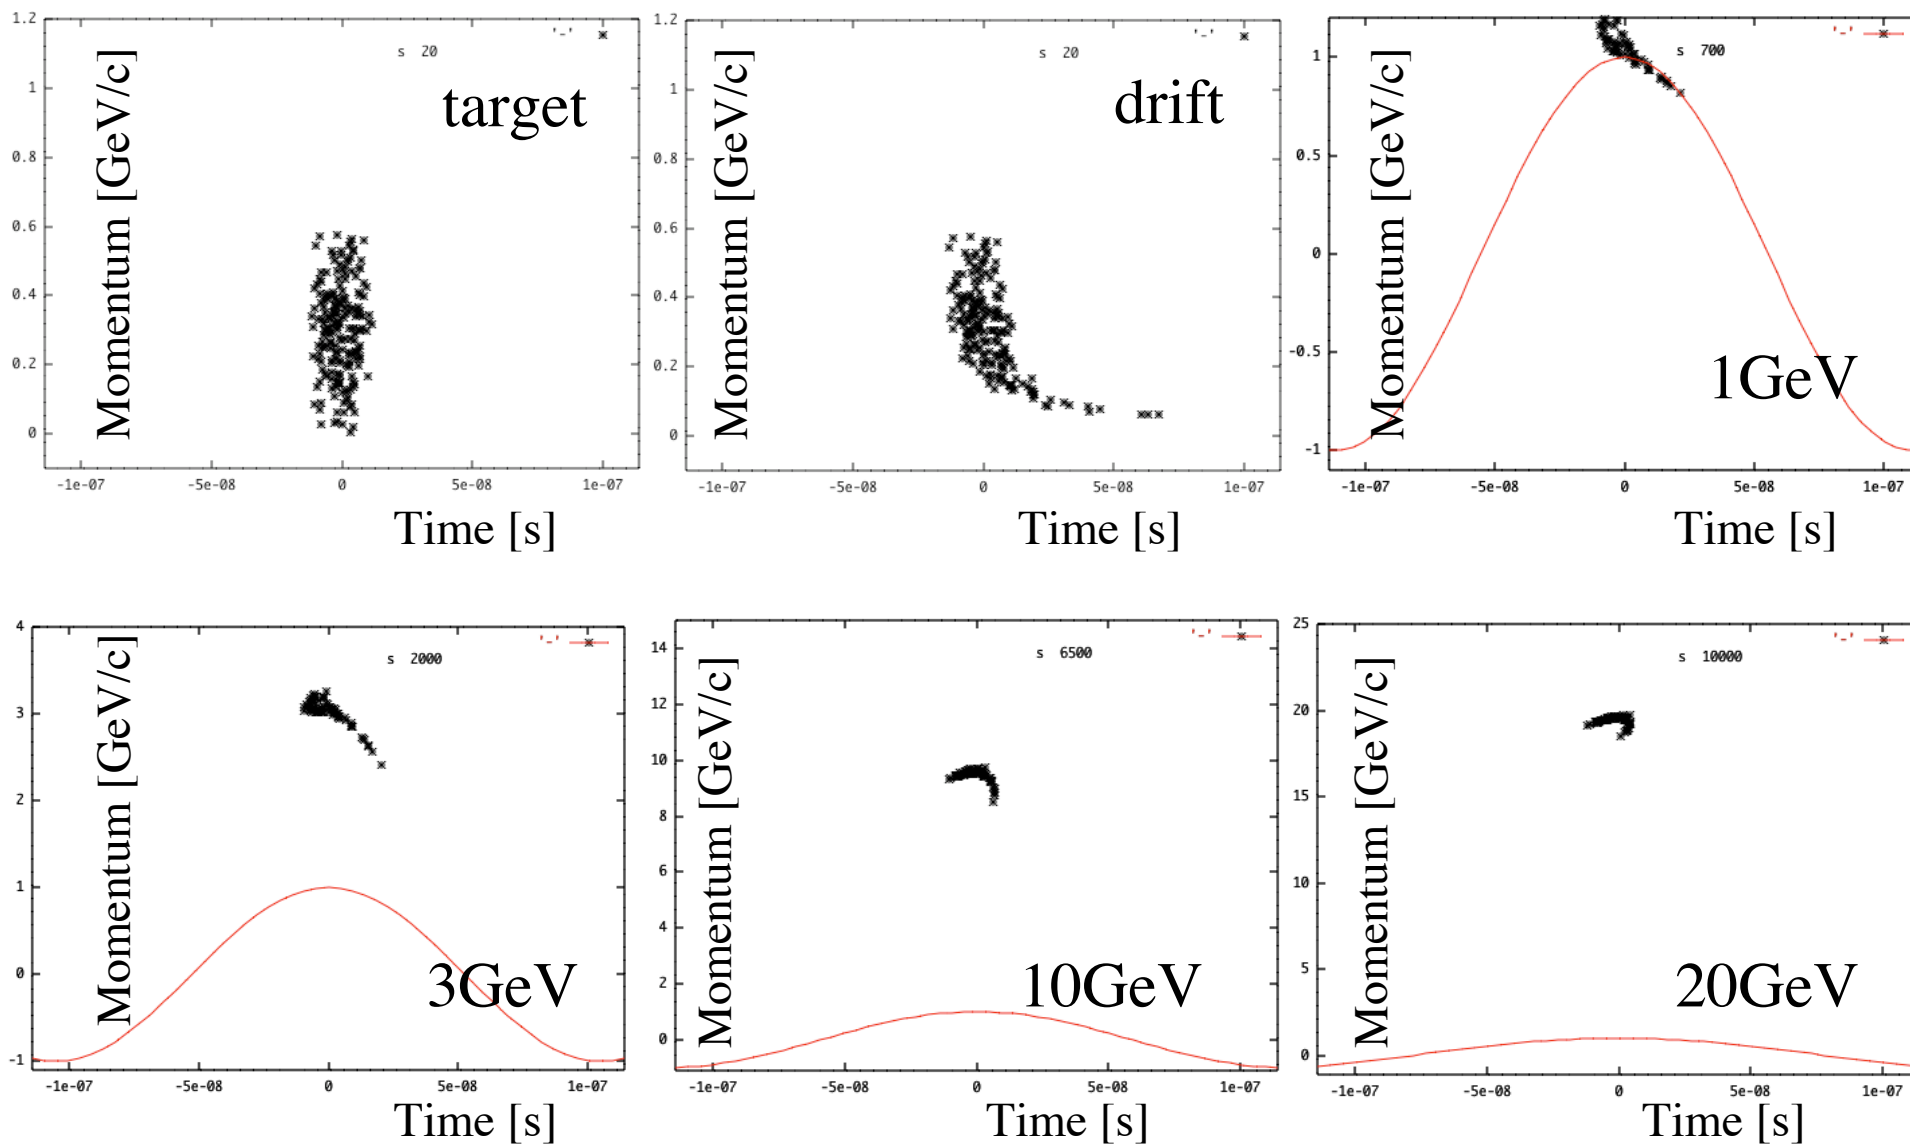 1.2
1
0.8
0.6
0.4
0.2
0
'-'
s 20
target
Momentum [GeV/c]
-1e-07 -5e-08 0 5e-08 1e-07
Time [s]
1.2
1
0.8
0.6
0.4
0.2
0
'-'
s 20
drift
Momentum [GeV/c]
-1e-07 -5e-08 0 5e-08 1e-07
Time [s]
1
0.5
0
-0.5
-1
'-'
s 700
1GeV
Momentum [GeV/c]
-1e-07 -5e-08 0 5e-08 1e-07
Time [s]
4
3
2
1
0
-1
'-'
s 2000
3GeV
Momentum [GeV/c]
-1e-07 -5e-08 0 5e-08 1e-07
Time [s]
14
12
10
8
6
4
2
0
'-'
s 6500
10GeV
Momentum [GeV/c]
-1e-07 -5e-08 0 5e-08 1e-07
Time [s]
25
20
15
10
5
0
'-'
s 10000
20GeV
Momentum [GeV/c]
-1e-07 -5e-08 0 5e-08 1e-07
Time [s]